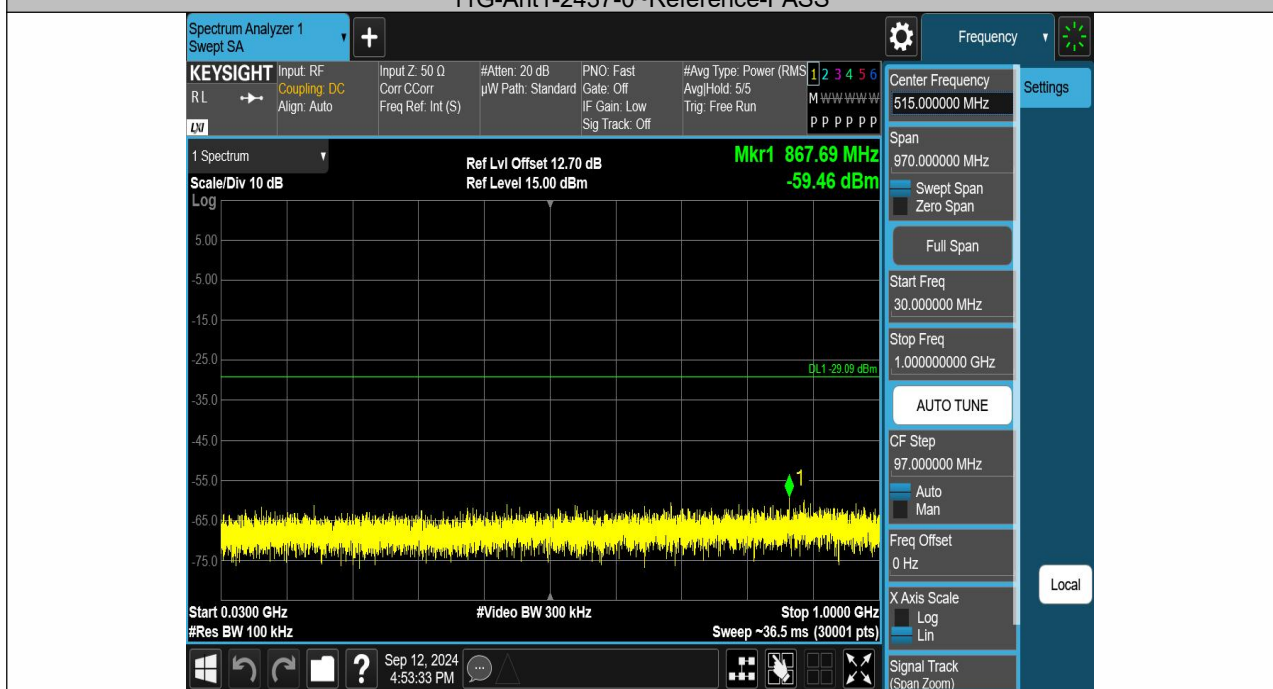 11G-Ant1-2437-0~Reference-PASS
Spectrum Analyzer 1
Swept SA
Frequency
KEYSIGHT
RL
LXI
Input: RF
Coupling: DC
Align: Auto
Input Z: 50 Ω
Corr CCorr
Freq Ref: Int (S)
#Atten: 20 dB
µW Path: Standard
PNO: Fast
Gate: Off
IF Gain: Low
Sig Track: Off
#Avg Type: Power (RMS
Avg|Hold: 5/5
Trig: Free Run
1 2 3 4 5 6
M W W W W W
P P P P P P
1 Spectrum
Scale/Div 10 dB
Log
Ref Lvl Offset 12.70 dB
Ref Level 15.00 dBm
Mkr1 867.69 MHz
-59.46 dBm
5.00
-5.00
-15.0
-25.0
DL1 -29.09 dBm
-35.0
-45.0
-55.0
1
-65.0
-75.0
Start 0.0300 GHz
#Res BW 100 kHz
#Video BW 300 kHz
Stop 1.0000 GHz
Sweep ~36.5 ms (30001 pts)
Sep 12, 2024
4:53:33 PM
Center Frequency
515.000000 MHz
Span
970.000000 MHz
Swept Span
Zero Span
Full Span
Start Freq
30.000000 MHz
Stop Freq
1.000000000 GHz
AUTO TUNE
CF Step
97.000000 MHz
Auto
Man
Freq Offset
0 Hz
X Axis Scale
Log
Lin
Signal Track
(Span Zoom)
Settings
Local